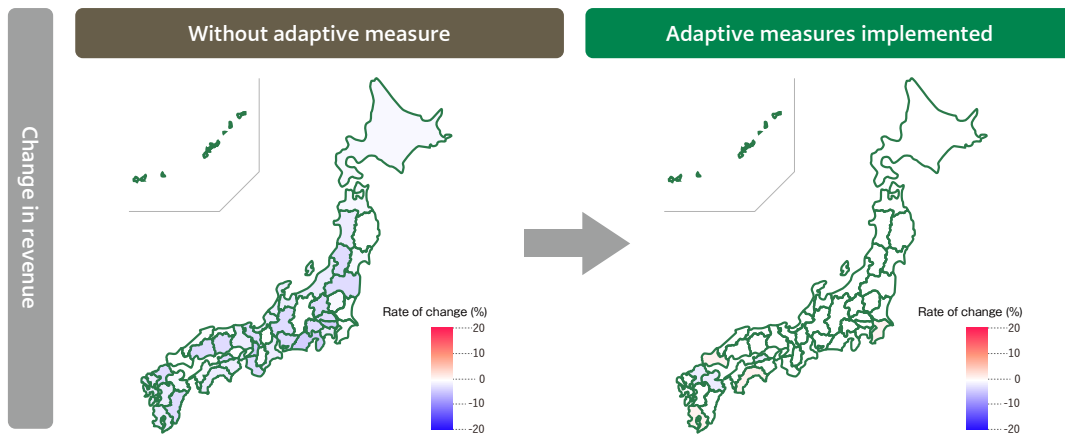 Change in revenue
Without adaptive measure
Adaptive measures implemented
Rate of change (%)
20
10
0
-10
-20
Rate of change (%)
20
10
0
-10
-20